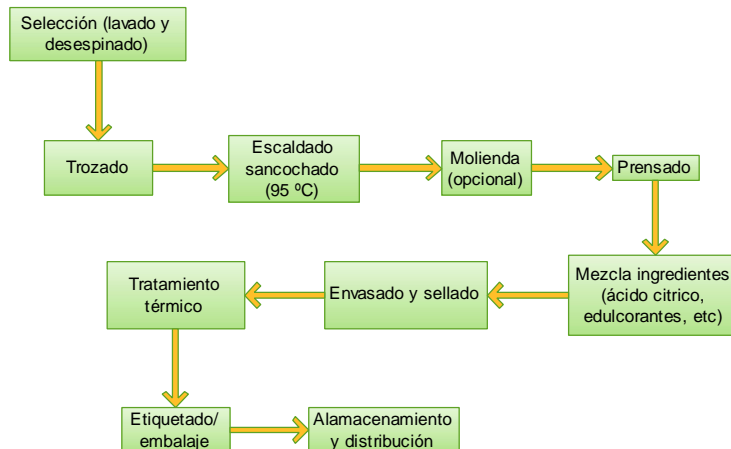 Selección (lavado y
desespinado)
Trozado
Escaldado
sancochado
(95 ºC)
Molienda
(opcional)
Prensado
Mezcla ingredientes
(ácido citrico,
edulcorantes, etc)
Envasado y sellado
Tratamiento
térmico
Etiquetado/
embalaje
Alamacenamiento
y distribución